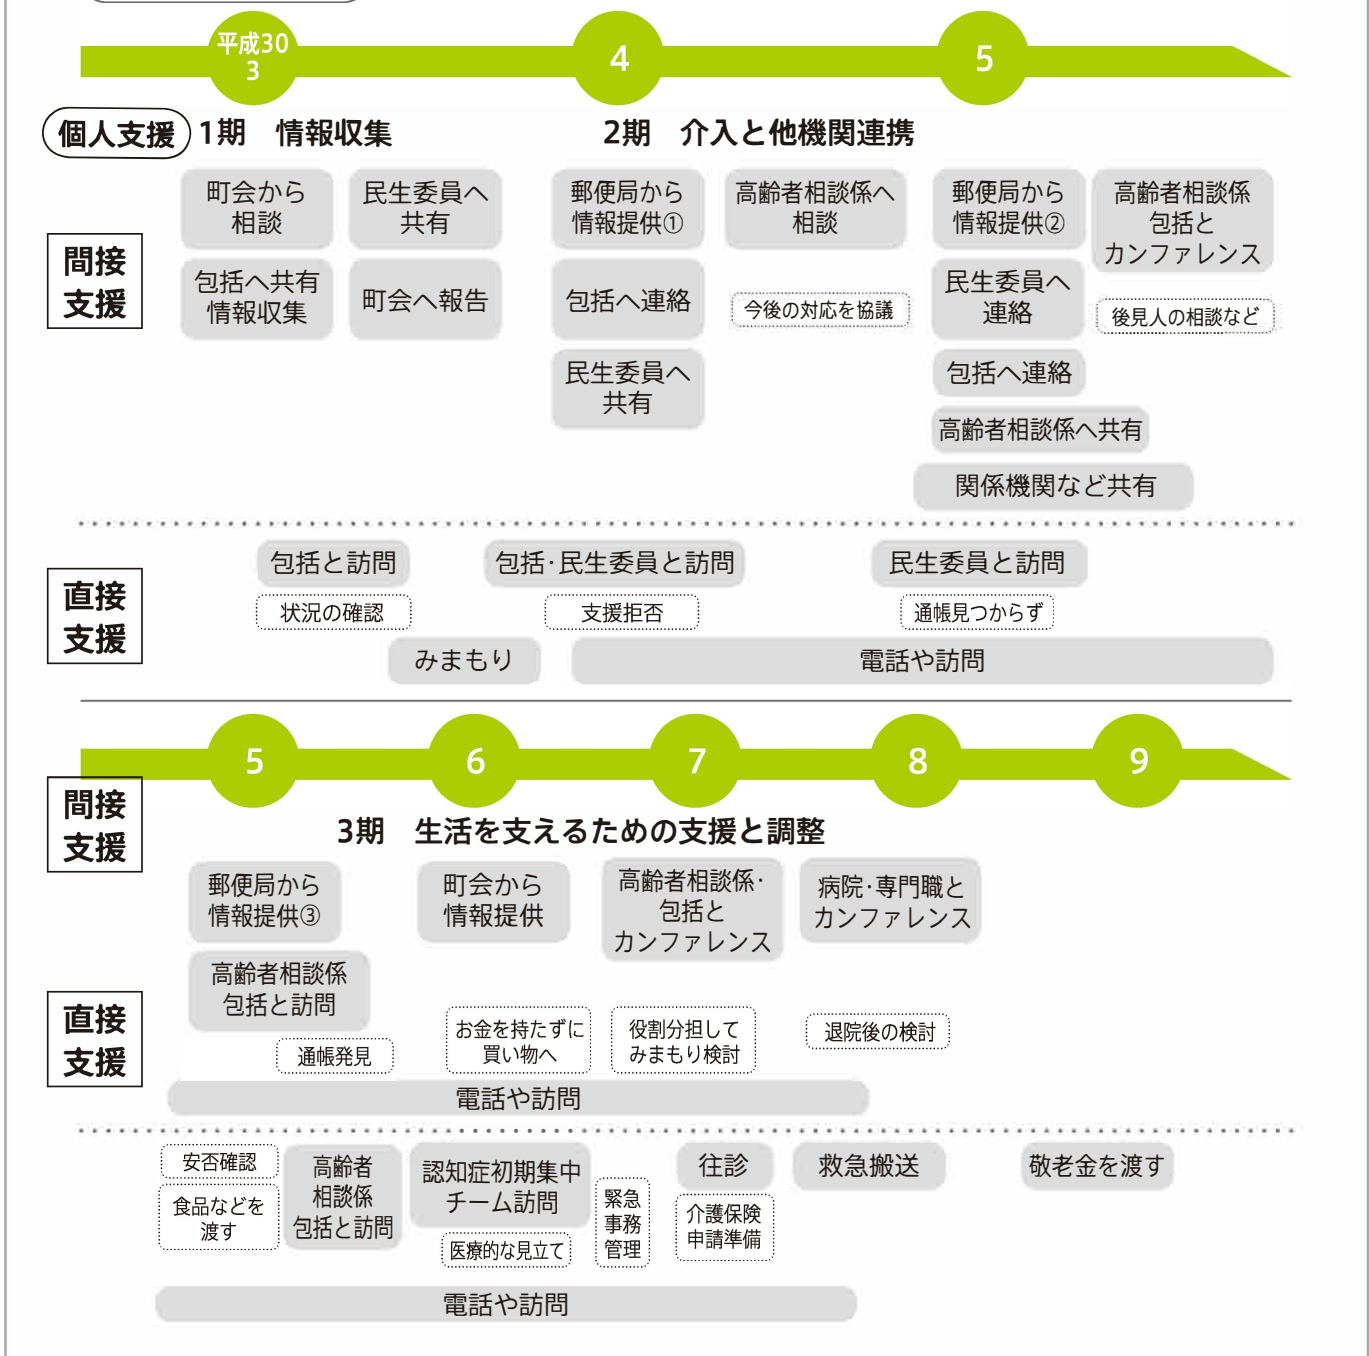 平成30
3
4
5
個人支援
1期　情報収集
2期　介入と他機関連携
間接
支援
町会から
相談
民生委員へ
共有
包括へ共有
情報収集
町会へ報告
郵便局から
情報提供①
高齢者相談係へ
相談
包括へ連絡
今後の対応を協議
民生委員へ
共有
郵便局から
情報提供②
高齢者相談係
包括と
カンファレンス
民生委員へ
連絡
後見人の相談など
包括へ連絡
高齢者相談係へ共有
関係機関など共有
直接
支援
包括と訪問
状況の確認
包括・民生委員と訪問
支援拒否
民生委員と訪問
通帳見つからず
みまもり
電話や訪問
5
6
7
8
9
間接
支援
3期　生活を支えるための支援と調整
郵便局から
情報提供③
町会から
情報提供
高齢者相談係・
包括と
カンファレンス
病院・専門職と
カンファレンス
高齢者相談係
包括と訪問
直接
支援
通帳発見
お金を持たずに
買い物へ
役割分担して
みまもり検討
退院後の検討
電話や訪問
安否確認
食品などを
渡す
高齢者
相談係
包括と訪問
認知症初期集中
チーム訪問
医療的な見立て
緊急
事務
管理
往診
介護保険
申請準備
救急搬送
敬老金を渡す
電話や訪問